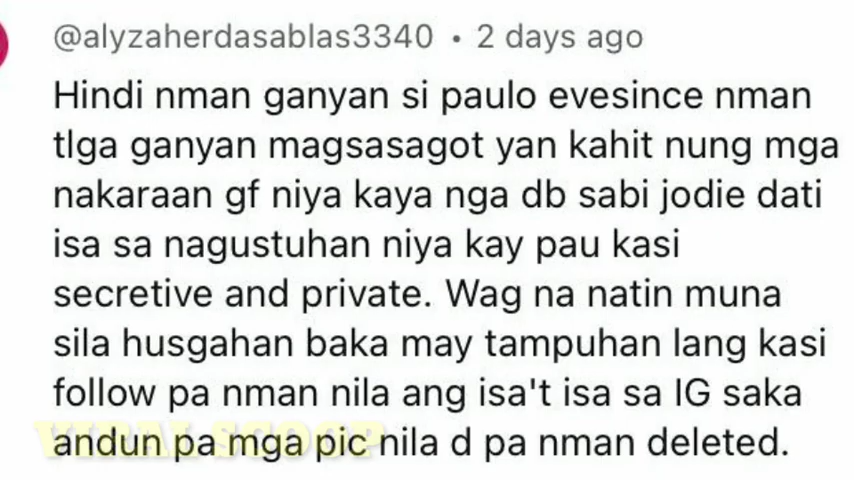 @alyzaherdasablas3340 • 2 days ago
Hindi nman ganyan si paulo evesince nman
tlga ganyan magsasagot yan kahit nung mga
nakaraan gf niya kaya nga db sabi jodie dati
isa sa nagustuhan niya kay pau kasi
secretive and private. Wag na natin muna
sila husgahan baka may tampuhan lang kasi
follow pa nman nila ang isa't isa sa IG saka
andun pa mga pic nila d pa nman deleted.
VIRAL SCOOP